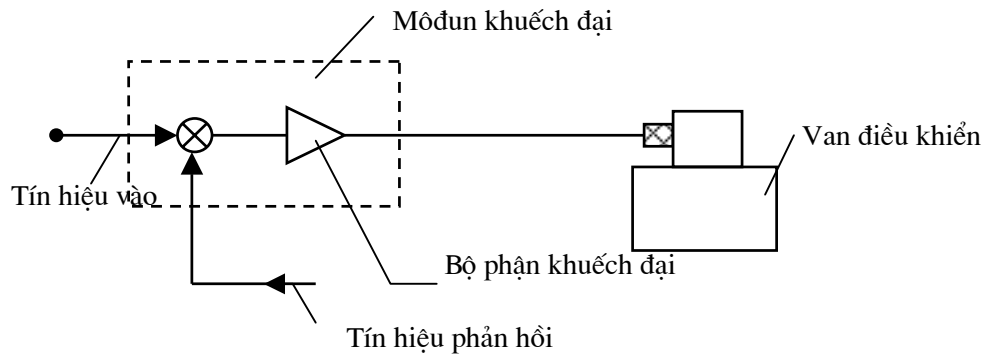 Môđun khuếch đại
Van điều khiển
Tín hiệu vào
Bộ phận khuếch đại
Tín hiệu phản hồi